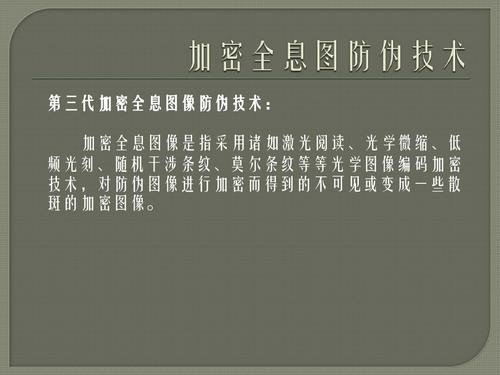 加密全息图防伪技术
第三代加密全息图像防伪技术：
加密全息图像是指采用诸如激光阅读、光学微缩、低
频光刻、随机干涉条纹、莫尔条纹等等光学图像编码加密
技术，对防伪图像进行加密而得到的不可见或变成一些散
斑的加密图像。